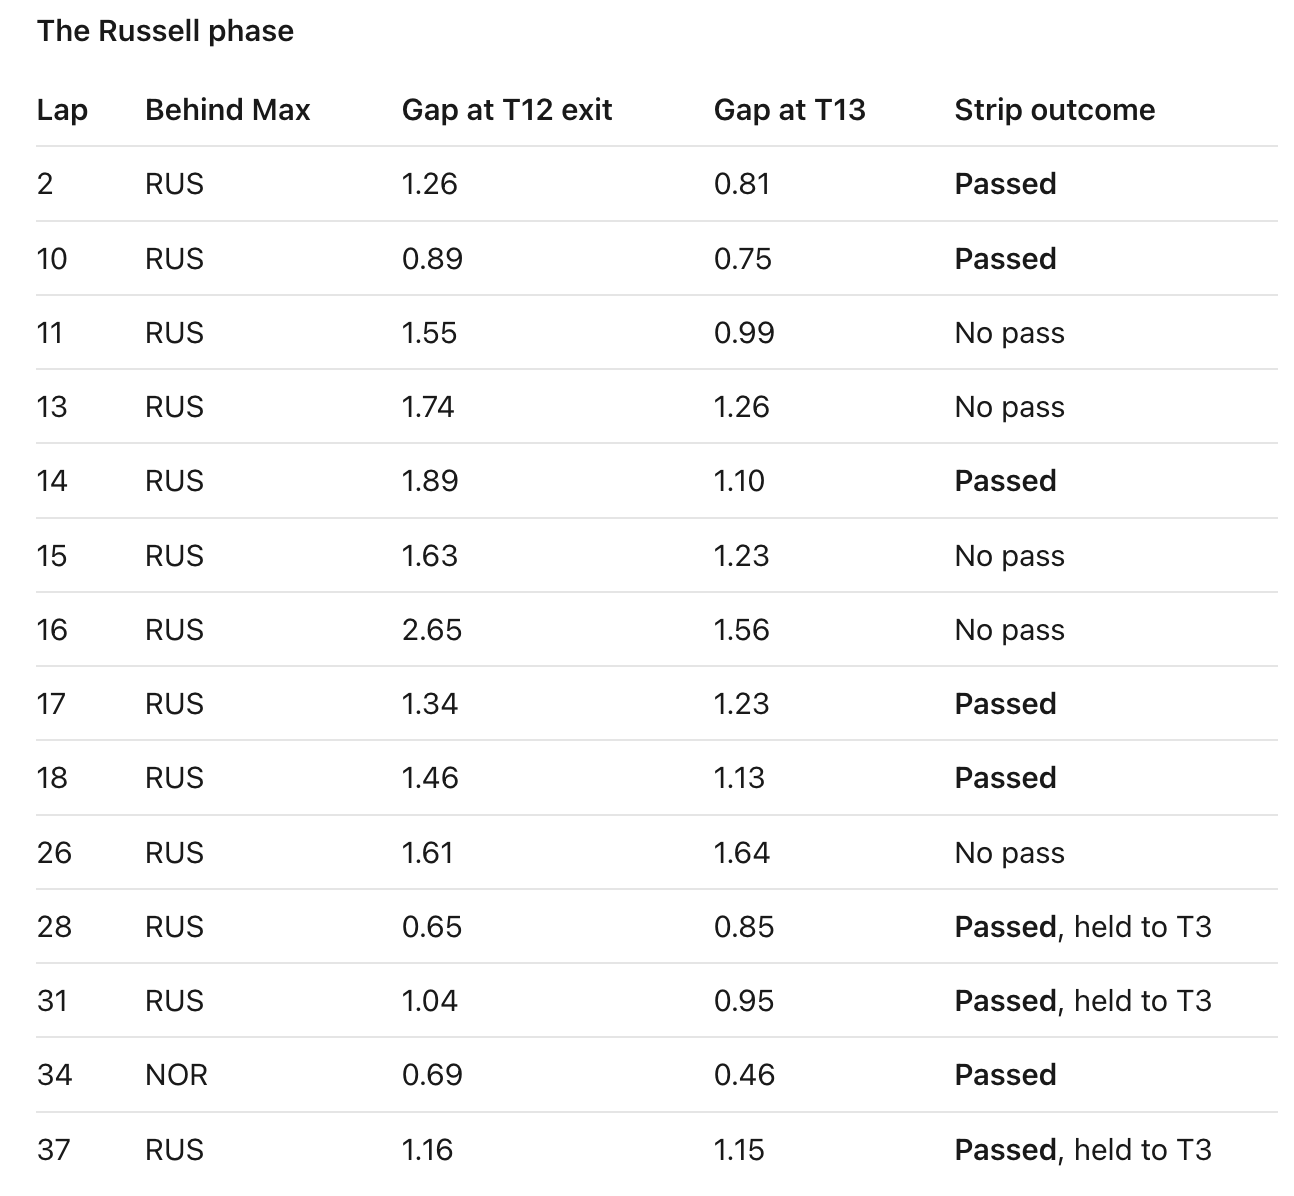 The Russell phase
Lap Behind Max Gap at T12 exit Gap at T13 Strip outcome
2 RUS 1.26 0.81 Passed
10 RUS 0.89 0.75 Passed
11 RUS 1.55 0.99 No pass
13 RUS 1.74 1.26 No pass
14 RUS 1.89 1.10 Passed
15 RUS 1.63 1.23 No pass
16 RUS 2.65 1.56 No pass
17 RUS 1.34 1.23 Passed
18 RUS 1.46 1.13 Passed
26 RUS 1.61 1.64 No pass
28 RUS 0.65 0.85 Passed, held to T3
31 RUS 1.04 0.95 Passed, held to T3
34 NOR 0.69 0.46 Passed
37 RUS 1.16 1.15 Passed, held to T3